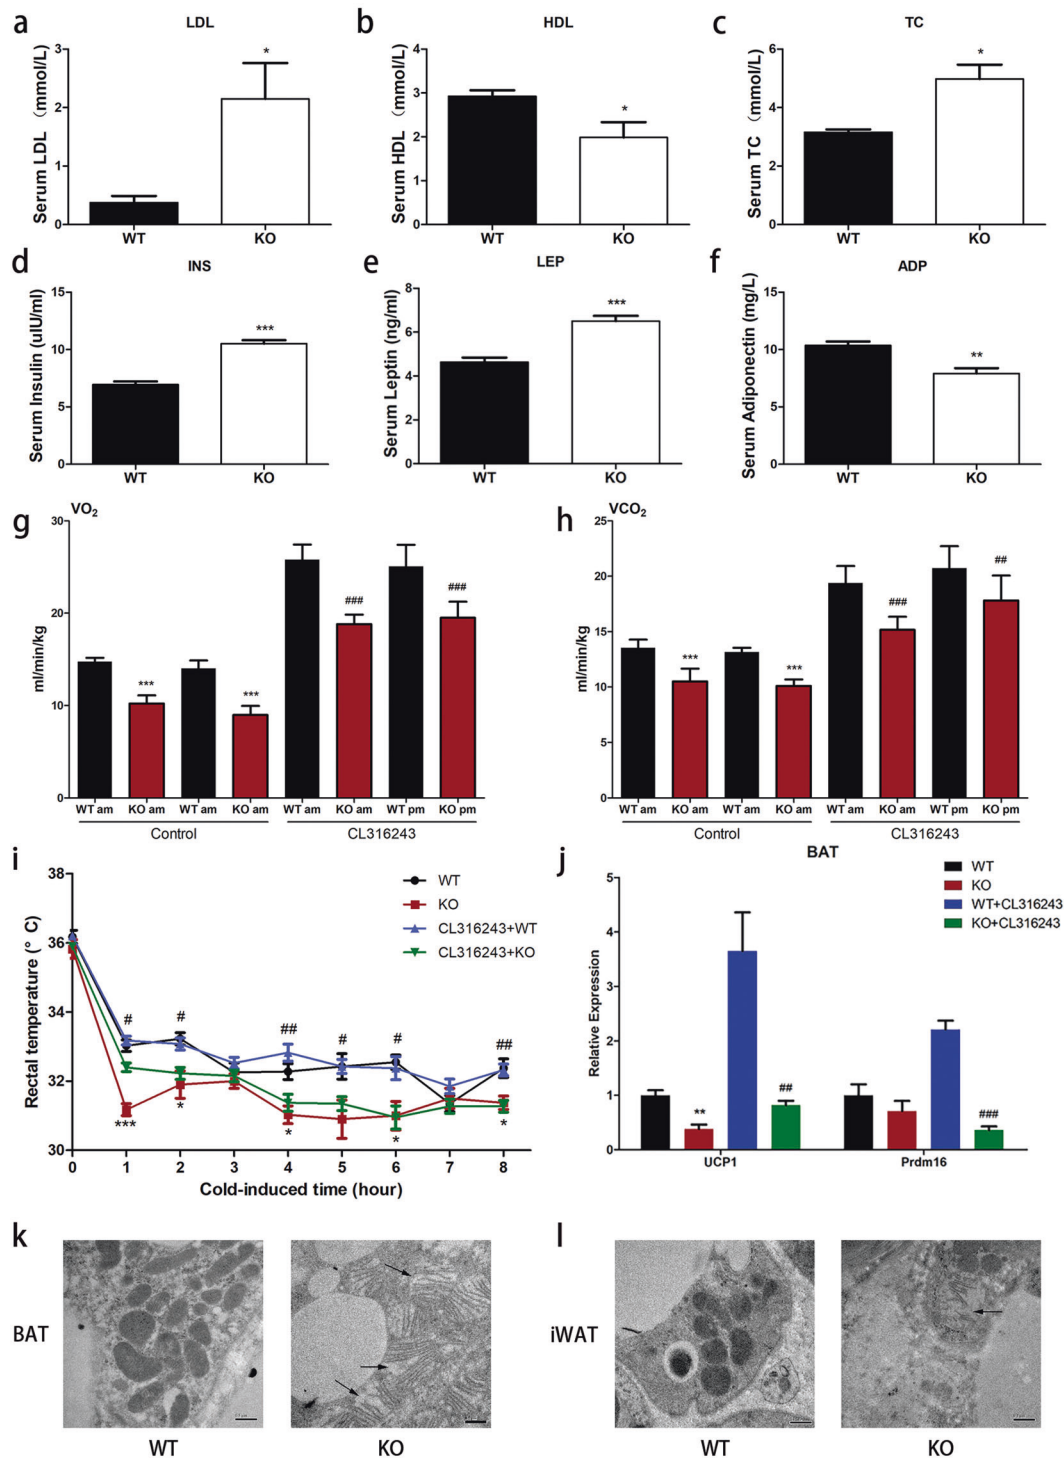 a
LDL
Serum LDL (mmol/L)
3
2
1
0
*
WT
KO
b
HDL
Serum HDL (mmol/L)
4
3
2
1
0
*
WT
KO
c
TC
Serum TC (mmol/L)
6
4
2
0
*
WT
KO
d
INS
Serum Insulin (uIU/ml)
15
10
5
0
***
WT
KO
e
LEP
Serum Leptin (ng/ml)
8
6
4
2
0
***
WT
KO
f
ADP
Serum Adiponectin (mg/L)
15
10
5
0
**
WT
KO
g
VO2
ml/min/kg
30
20
10
0
***
***
###
###
WT am KO am WT am KO am WT am KO am WT pm KO pm
Control
CL316243
h
VCO2
ml/min/kg
25
20
15
10
5
0
***
***
###
##
WT am KO am WT am KO am WT am KO am WT pm KO pm
Control
CL316243
i
Rectal temperature (° C)
38
36
34
32
30
WT
KO
CL316243+WT
CL316243+KO
# # ## # # ##
*** * * * *
0 1 2 3 4 5 6 7 8
Cold-induced time (hour)
j
BAT
Relative Expression
5
4
3
2
1
0
WT
KO
WT+CL316243
KO+CL316243
**
##
###
UCP1
Prdm16
k
BAT
WT
KO
l
iWAT
WT
KO